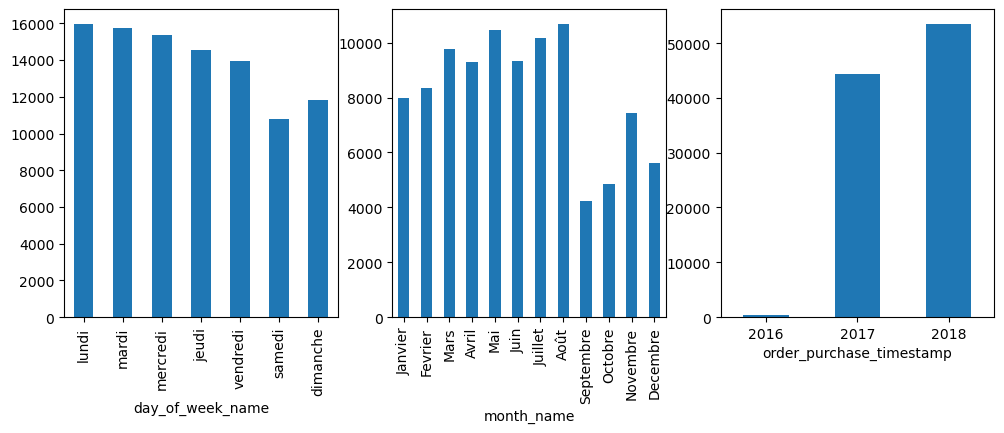 16000
14000
12000
10000
8000
6000
4000
2000
0
lundi
mardi
mercredi
jeudi
vendredi
samedi
dimanche
day_of_week_name
10000
8000
6000
4000
2000
0
Janvier
Fevrier
Mars
Avril
Mai
Juin
Juillet
Août
Septembre
Octobre
Novembre
Decembre
month_name
50000
40000
30000
20000
10000
0
2016
2017
2018
order_purchase_timestamp